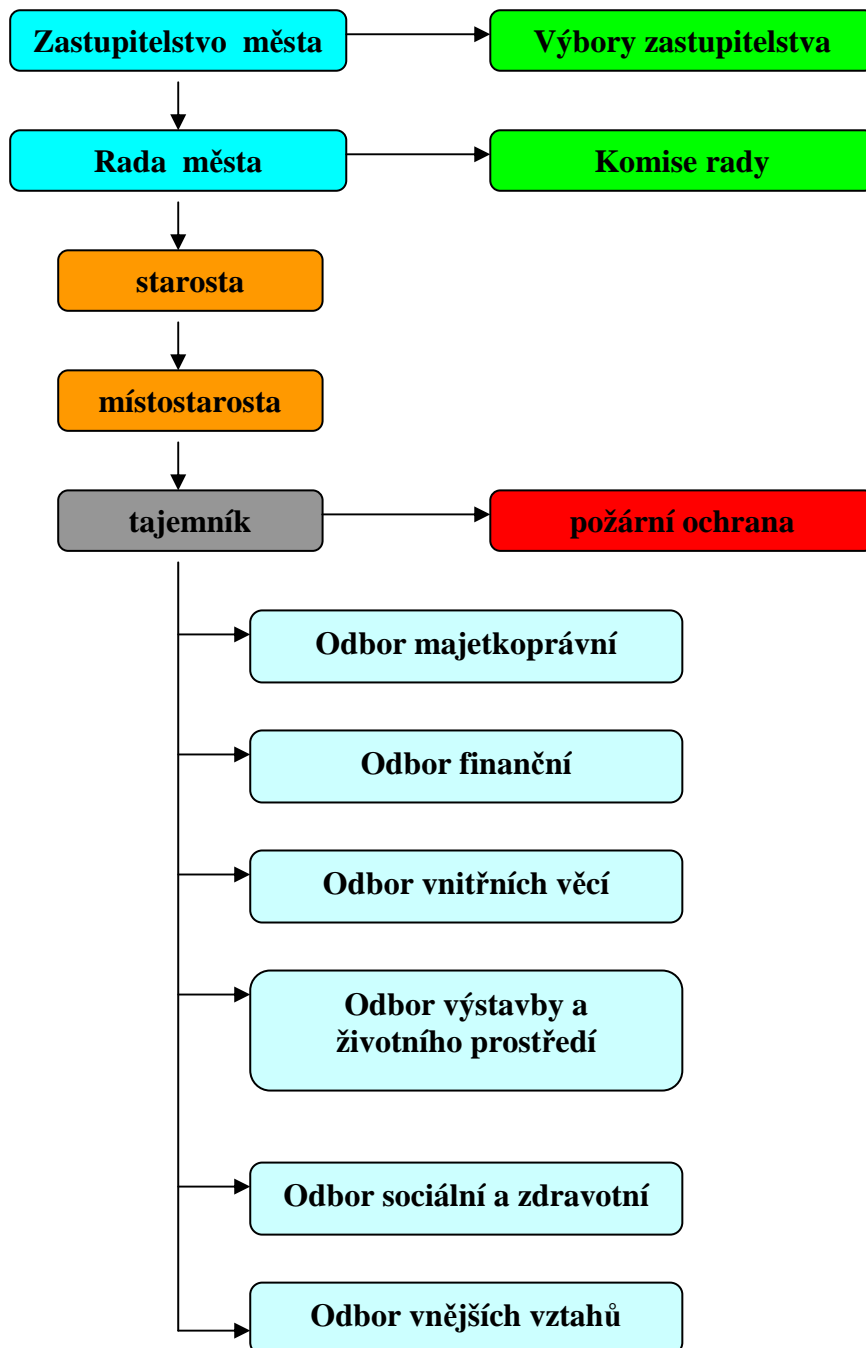 Zastupitelstvo města
Výbory zastupitelstva
Rada města
Komise rady
starosta
místostarosta
tajemník
požární ochrana
Odbor majetkoprávní
Odbor finanční
Odbor vnitřních věcí
Odbor výstavby a
životního prostředí
Odbor sociální a zdravotní
Odbor vnějších vztahů